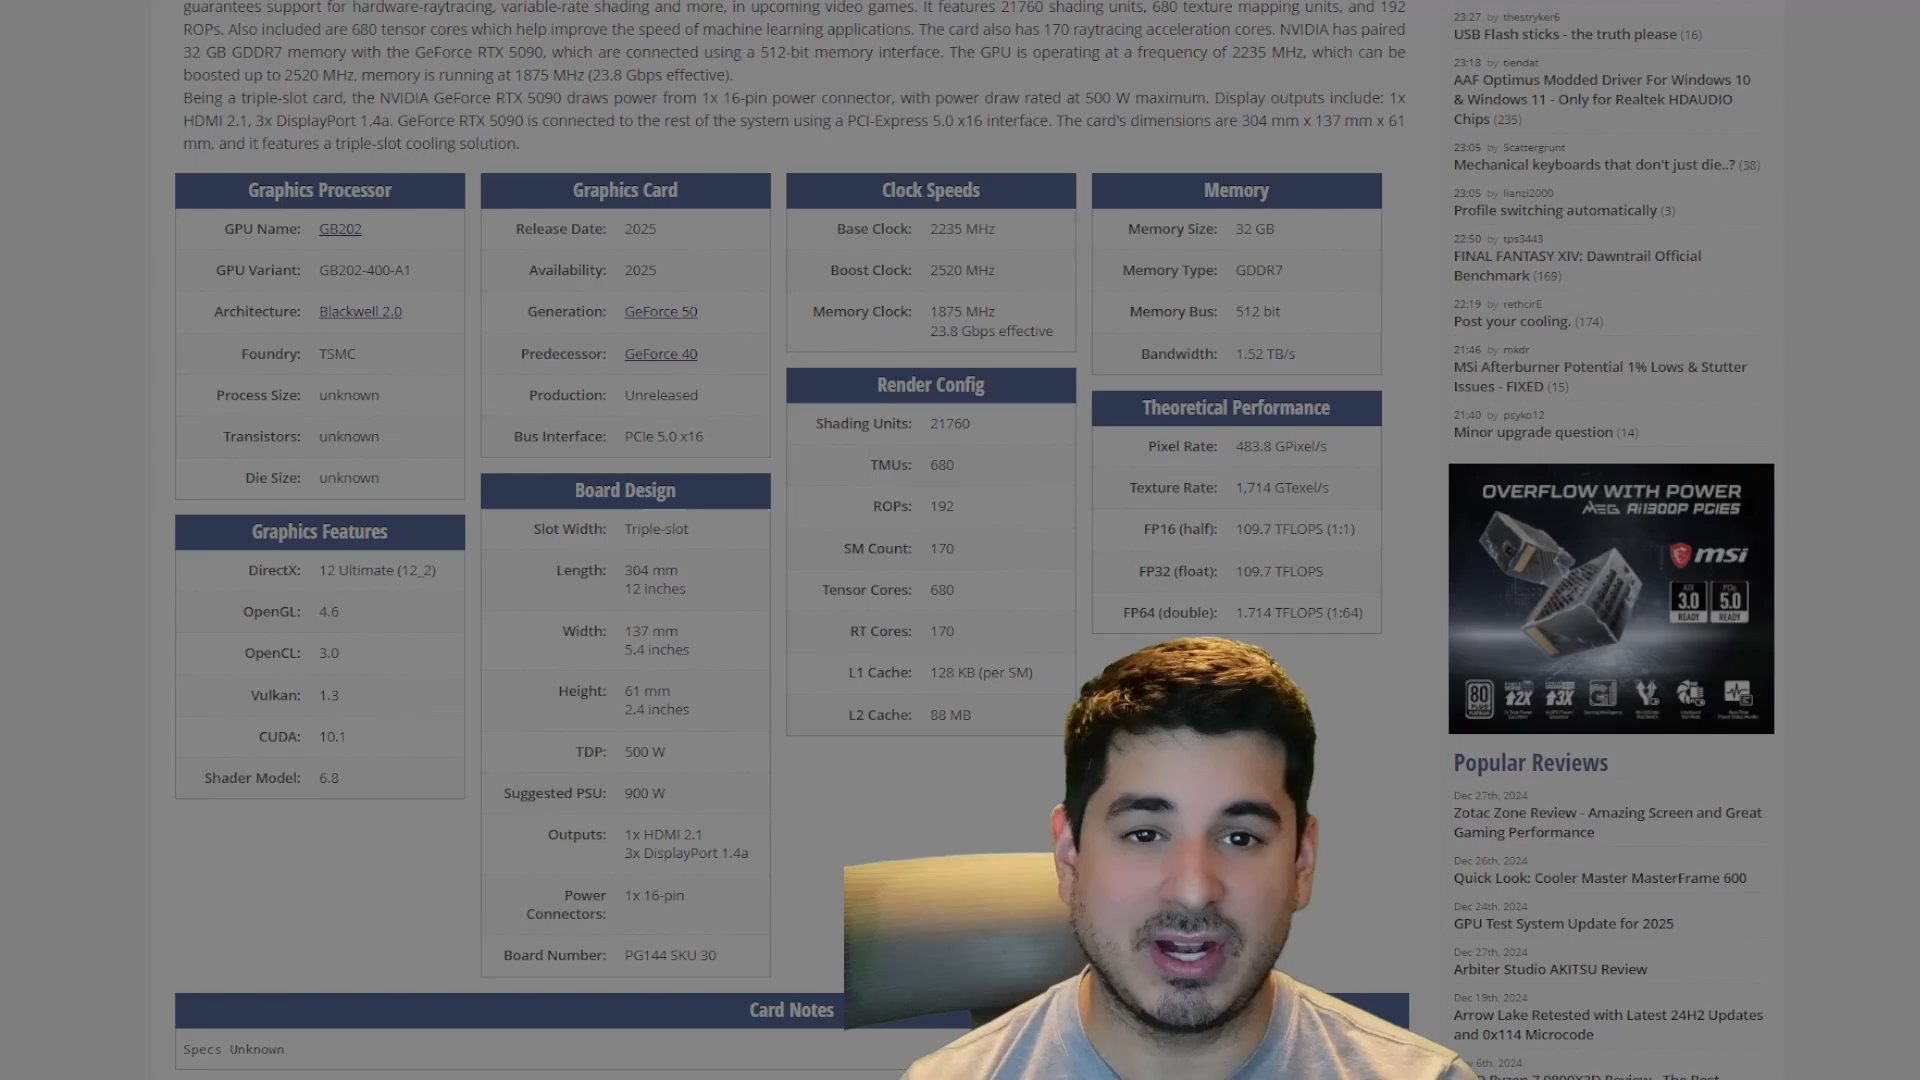 guarantees support for hardware-raytracing, variable-rate shading and more, in upcoming video games. It features 21760 shading units, 680 texture mapping units, and 192
ROPs. Also included are 680 tensor cores which help improve the speed of machine learning applications. The card also has 170 raytracing acceleration cores. NVIDIA has paired
32 GB GDDR7 memory with the GeForce RTX 5090, which are connected using a 512-bit memory interface. The GPU is operating at a frequency of 2235 MHz, which can be
boosted up to 2520 MHz, memory is running at 1875 MHz (23.8 Gbps effective).
Being a triple-slot card, the NVIDIA GeForce RTX 5090 draws power from 1x 16-pin power connector, with power draw rated at 500 W maximum. Display outputs include: 1x
HDMI 2.1, 3x DisplayPort 1.4a. GeForce RTX 5090 is connected to the rest of the system using a PCI-Express 5.0 x16 interface. The card's dimensions are 304 mm x 137 mm x 61
mm, and it features a triple-slot cooling solution.
Graphics Processor
GPU Name: GB202
GPU Variant: GB202-400-A1
Architecture: Blackwell 2.0
Foundry: TSMC
Process Size: unknown
Transistors: unknown
Die Size: unknown
Graphics Features
DirectX: 12 Ultimate (12_2)
OpenGL: 4.6
OpenCL: 3.0
Vulkan: 1.3
CUDA: 10.1
Shader Model: 6.8
Graphics Card
Release Date: 2025
Availability: 2025
Generation: GeForce 50
Predecessor: GeForce 40
Production: Unreleased
Bus Interface: PCIe 5.0 x16
Board Design
Slot Width: Triple-slot
Length: 304 mm
12 inches
Width: 137 mm
5.4 inches
Height: 61 mm
2.4 inches
TDP: 500 W
Suggested PSU: 900 W
Outputs: 1x HDMI 2.1
3x DisplayPort 1.4a
Power 1x 16-pin
Connectors:
Board Number: PG144 SKU 30
Clock Speeds
Base Clock: 2235 MHz
Boost Clock: 2520 MHz
Memory Clock: 1875 MHz
23.8 Gbps effective
Render Config
Shading Units: 21760
TMUs: 680
ROPs: 192
SM Count: 170
Tensor Cores: 680
RT Cores: 170
L1 Cache: 128 KB (per SM)
L2 Cache: 88 MB
Memory
Memory Size: 32 GB
Memory Type: GDDR7
Memory Bus: 512 bit
Bandwidth: 1.52 TB/s
Theoretical Performance
Pixel Rate: 483.8 GPixel/s
Texture Rate: 1,714 GTexel/s
FP16 (half): 109.7 TFLOPS (1:1)
FP32 (float): 109.7 TFLOPS
FP64 (double): 1.714 TFLOPS (1:64)
Card Notes
Specs Unknown
23:27 by thestryker6
USB Flash sticks - the truth please (16)
23:18 by tiendat
AAF Optimus Modded Driver For Windows 10
& Windows 11 - Only for Realtek HDAUDIO
Chips (235)
23:05 by Scattergrunt
Mechanical keyboards that don't just die..? (38)
23:05 by lianzi2000
Profile switching automatically (3)
22:50 by tps3443
FINAL FANTASY XIV: Dawntrail Official
Benchmark (169)
22:19 by rethcirE
Post your cooling. (174)
21:46 by mkdr
MSi Afterburner Potential 1% Lows & Stutter
Issues - FIXED (15)
21:40 by psyko12
Minor upgrade question (14)
OVERFLOW WITH POWER
MEG Ai1300P PCIE5
msi
ATX 3.0 READY
PCIe 5.0 READY
80
12X
13X
Popular Reviews
Dec 27th, 2024
Zotac Zone Review - Amazing Screen and Great
Gaming Performance
Dec 26th, 2024
Quick Look: Cooler Master MasterFrame 600
Dec 24th, 2024
GPU Test System Update for 2025
Dec 27th, 2024
Arbiter Studio AKITSU Review
Dec 19th, 2024
Arrow Lake Retested with Latest 24H2 Updates
and 0x114 Microcode
6th, 2024
Ryzen 7 9800X3D Review - The Best